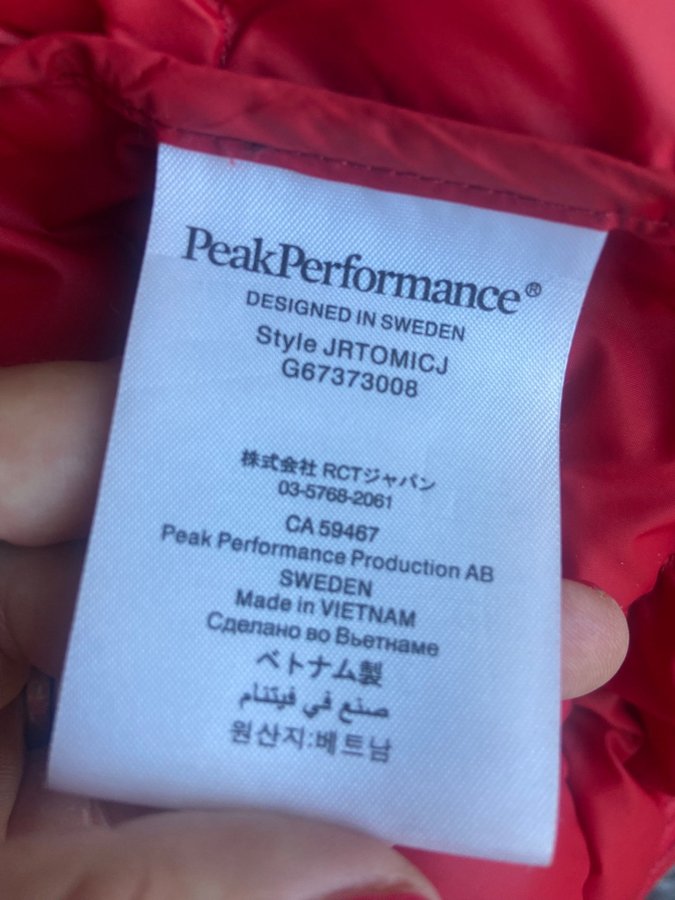 PeakPerformance®
DESIGNED IN SWEDEN
Style JRTOMICJ
G67373008
株式会社 RCTジャパン
03-5768-2061
CA 59467
Peak Performance Production AB
SWEDEN
Made in VIETNAM
Сделано во Вьетнаме
ベトナム製
صنع في فيتنام
원산지:베트남